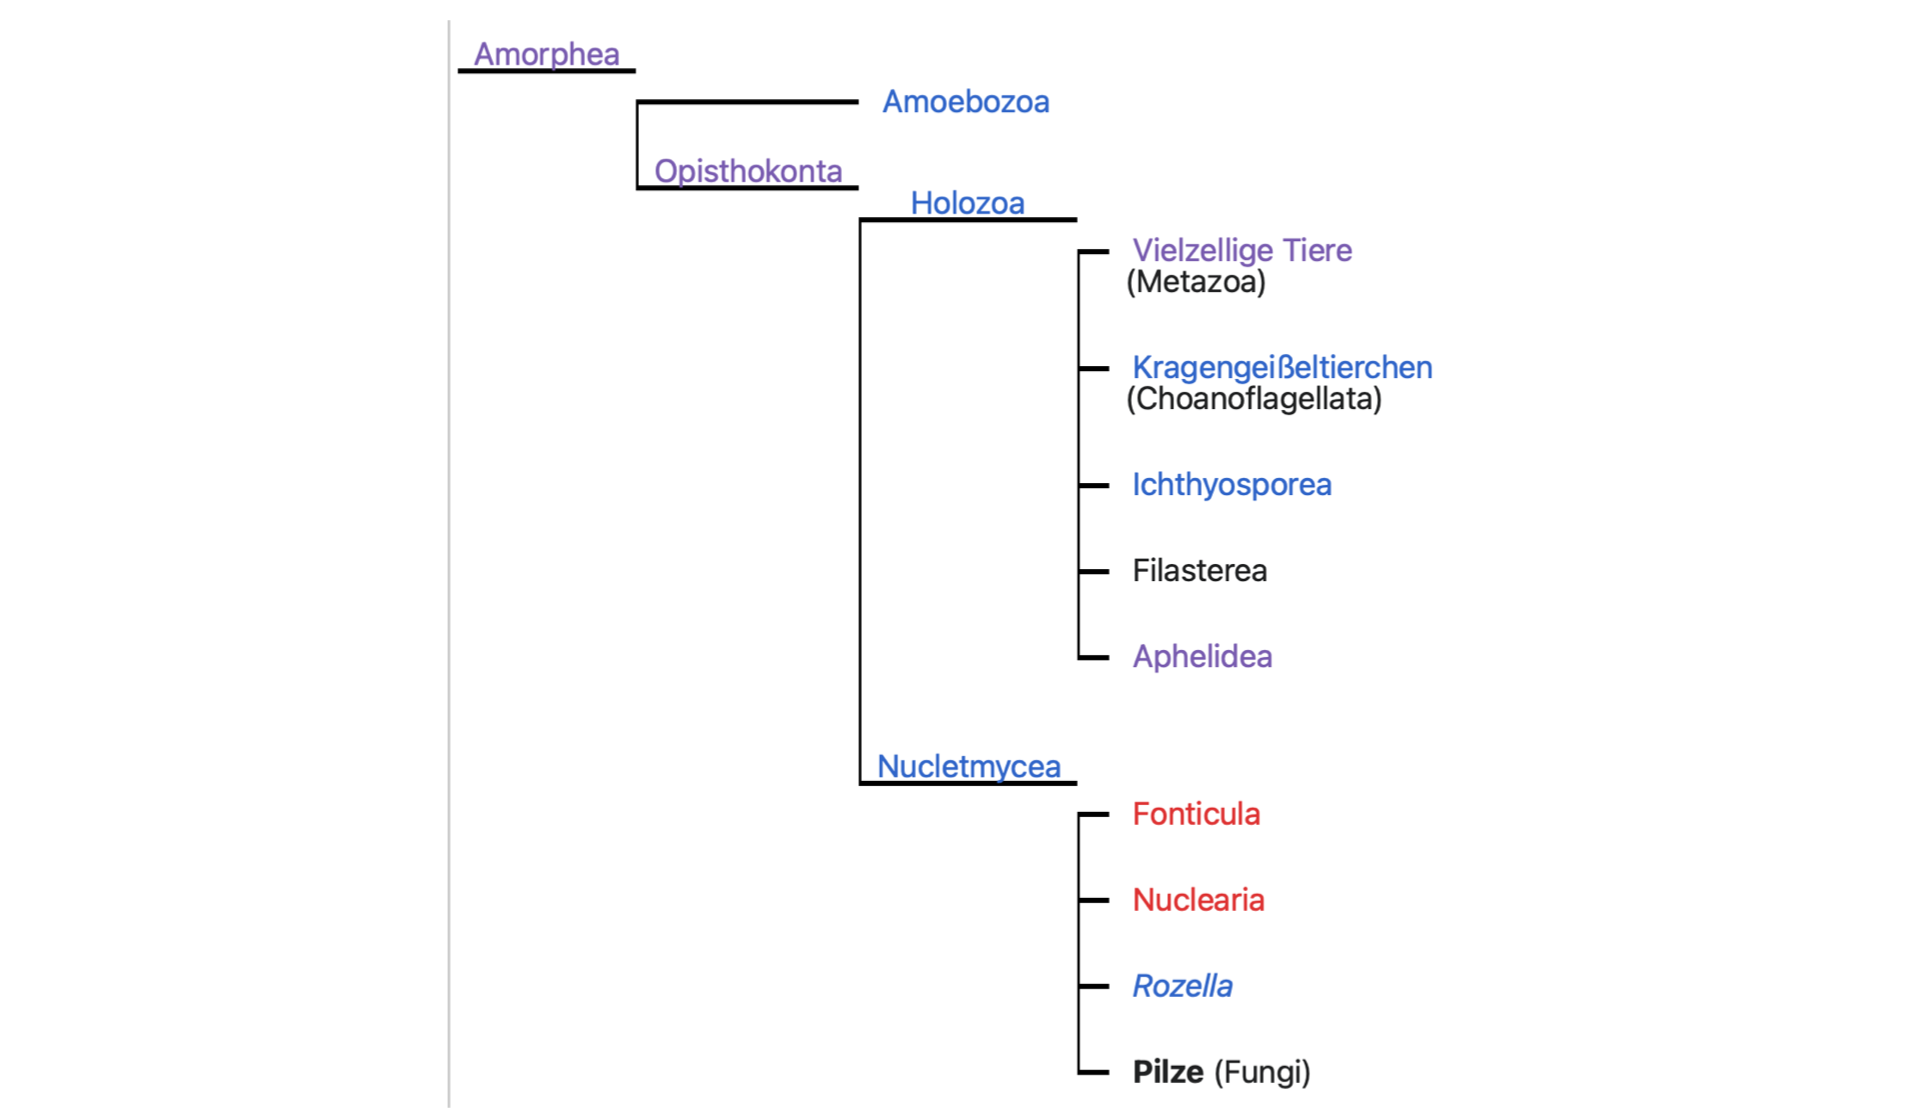 Amorphea
Amoebozoa
Opisthokonta
Holozoa
Vielzellige Tiere
(Metazoa)
Kragengeißeltierchen
(Choanoflagellata)
Ichthyosporea
Filasterea
Aphelidea
Nucletmycea
Fonticula
Nuclearia
Rozella
Pilze (Fungi)